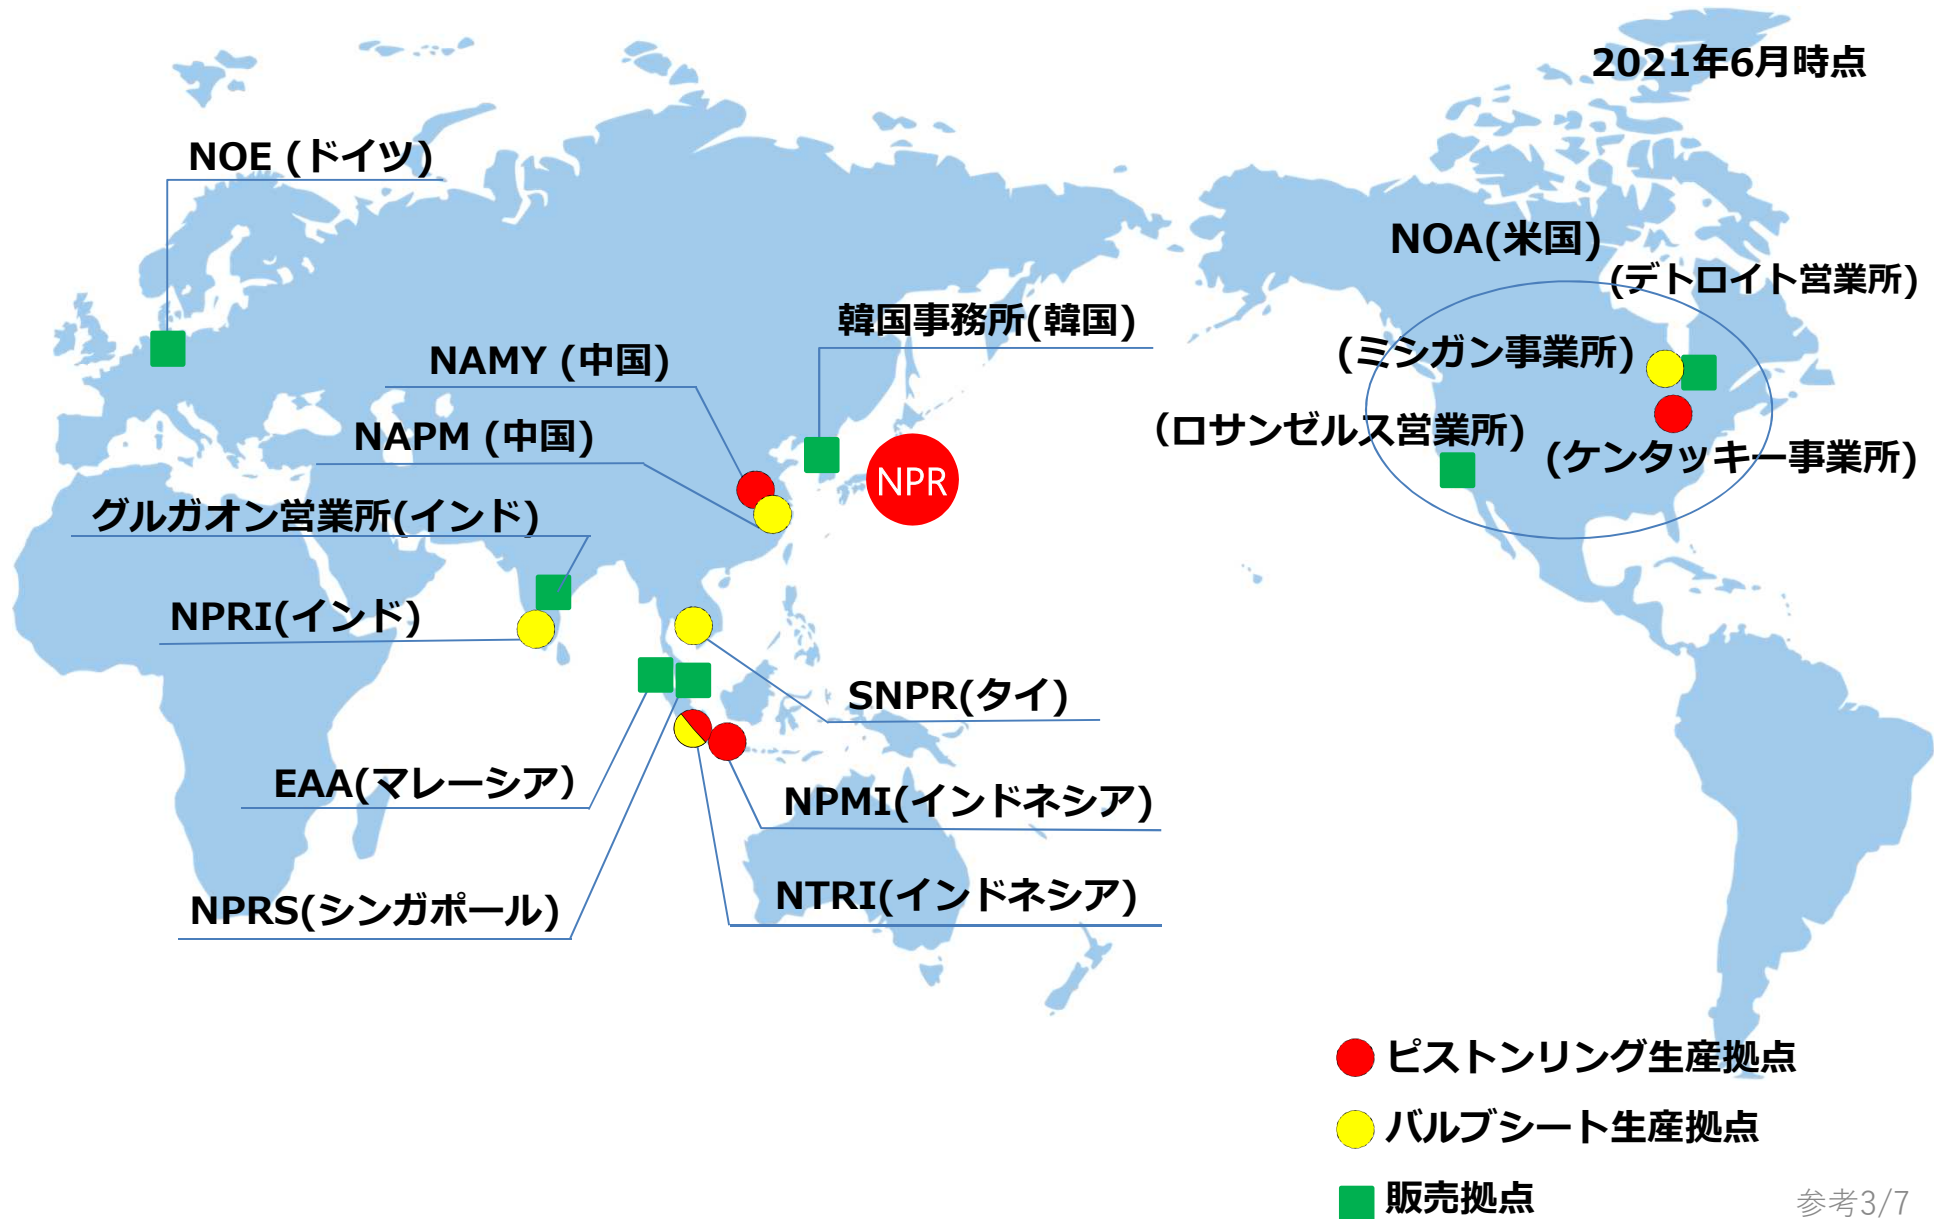 2021年6月時点
NOE (ドイツ)
NOA(米国)
(デトロイト営業所)
韓国事務所(韓国)
NAMY (中国)
(ミシガン事業所)
NAPM (中国)
(ロサンゼルス営業所)
(ケンタッキー事業所)
NPR
グルガオン営業所(インド)
NPRI(インド)
SNPR(タイ)
EAA(マレーシア)
NPMI(インドネシア)
NPRS(シンガポール)
NTRI(インドネシア)
ピストンリング生産拠点
バルブシート生産拠点
販売拠点
参考3/7